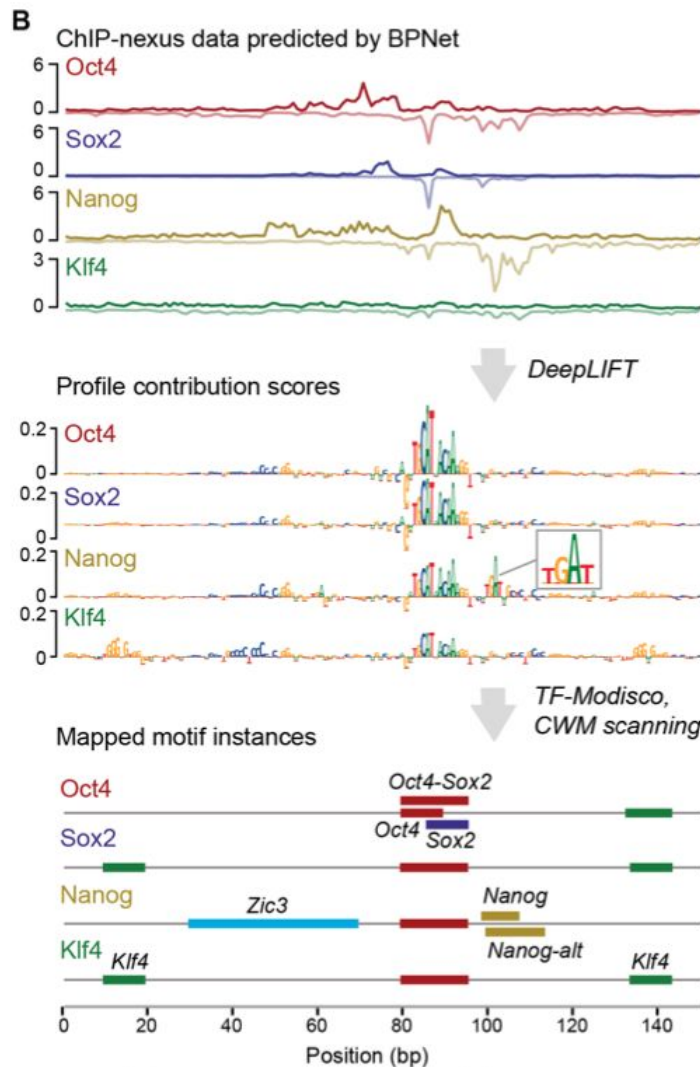 B
ChIP-nexus data predicted by BPNet
6
Oct4
0
6
Sox2
0
6
Nanog
0
3
Klf4
0
DeepLIFT
Profile contribution scores
0.2
Oct4
0
0.2
Sox2
0
0.2
Nanog
TGAT
0
0.2
Klf4
0
TF-Modisco,
CWM scanning
Mapped motif instances
Oct4
Oct4-Sox2
Oct4
Sox2
Sox2
Nanog
Zic3
Nanog
Nanog-alt
Klf4
Klf4
Klf4
0 20 40 60 80 100 120 140
Position (bp)